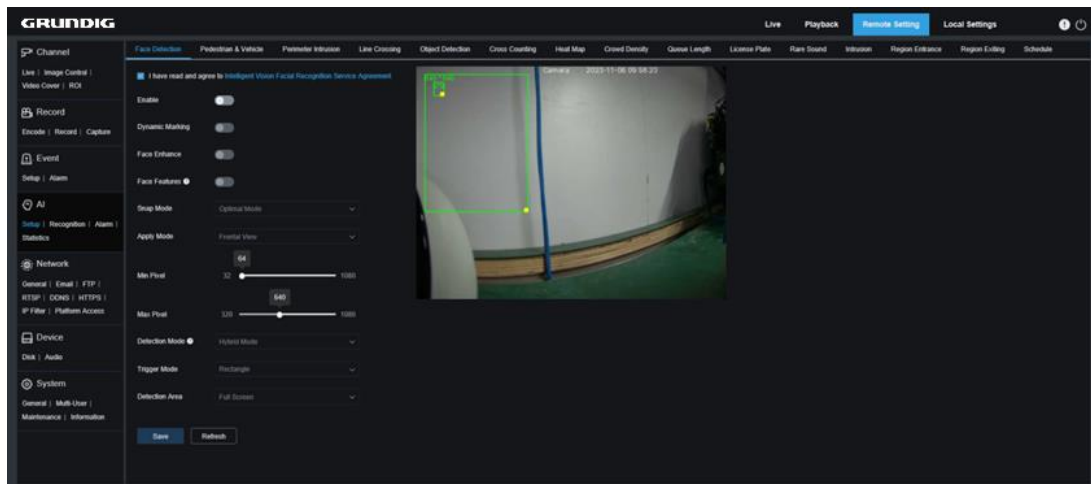 GRUNDIG
Live Playback Remote Setting Local Settings
Channel
Live | Image Control |
Video Cover | ROI
Record
Encode | Record | Capture
Event
Setup | Alarm
AI
Setup | Recognition | Alarm |
Statistics
Network
General | Email | FTP |
RTSP | DDNS | HTTPS |
IP Filter | Platform Access
Device
Disk | Audio
System
General | Multi-User |
Maintenance | Information
Face Detection Pedestrian & Vehicle Perimeter Intrusion Line Crossing Object Detection Cross Counting Heat Map Crowd Density Queue Length License Plate Rare Sound Intrusion Region Entrance Region Exiting Schedule
I have read and agree to Intelligent Vision Facial Recognition Service Agreement
Enable
Dynamic Marking
Face Enhance
Face Features
Snap Mode Optimal Mode
Apply Mode Frontal View
64
Min Pixel 32 1080
640
Max Pixel 320 1080
Detection Mode Hybrid Mode
Trigger Mode Rectangle
Detection Area Full Screen
Save Refresh
Camera 2023-11-06 09:58:23